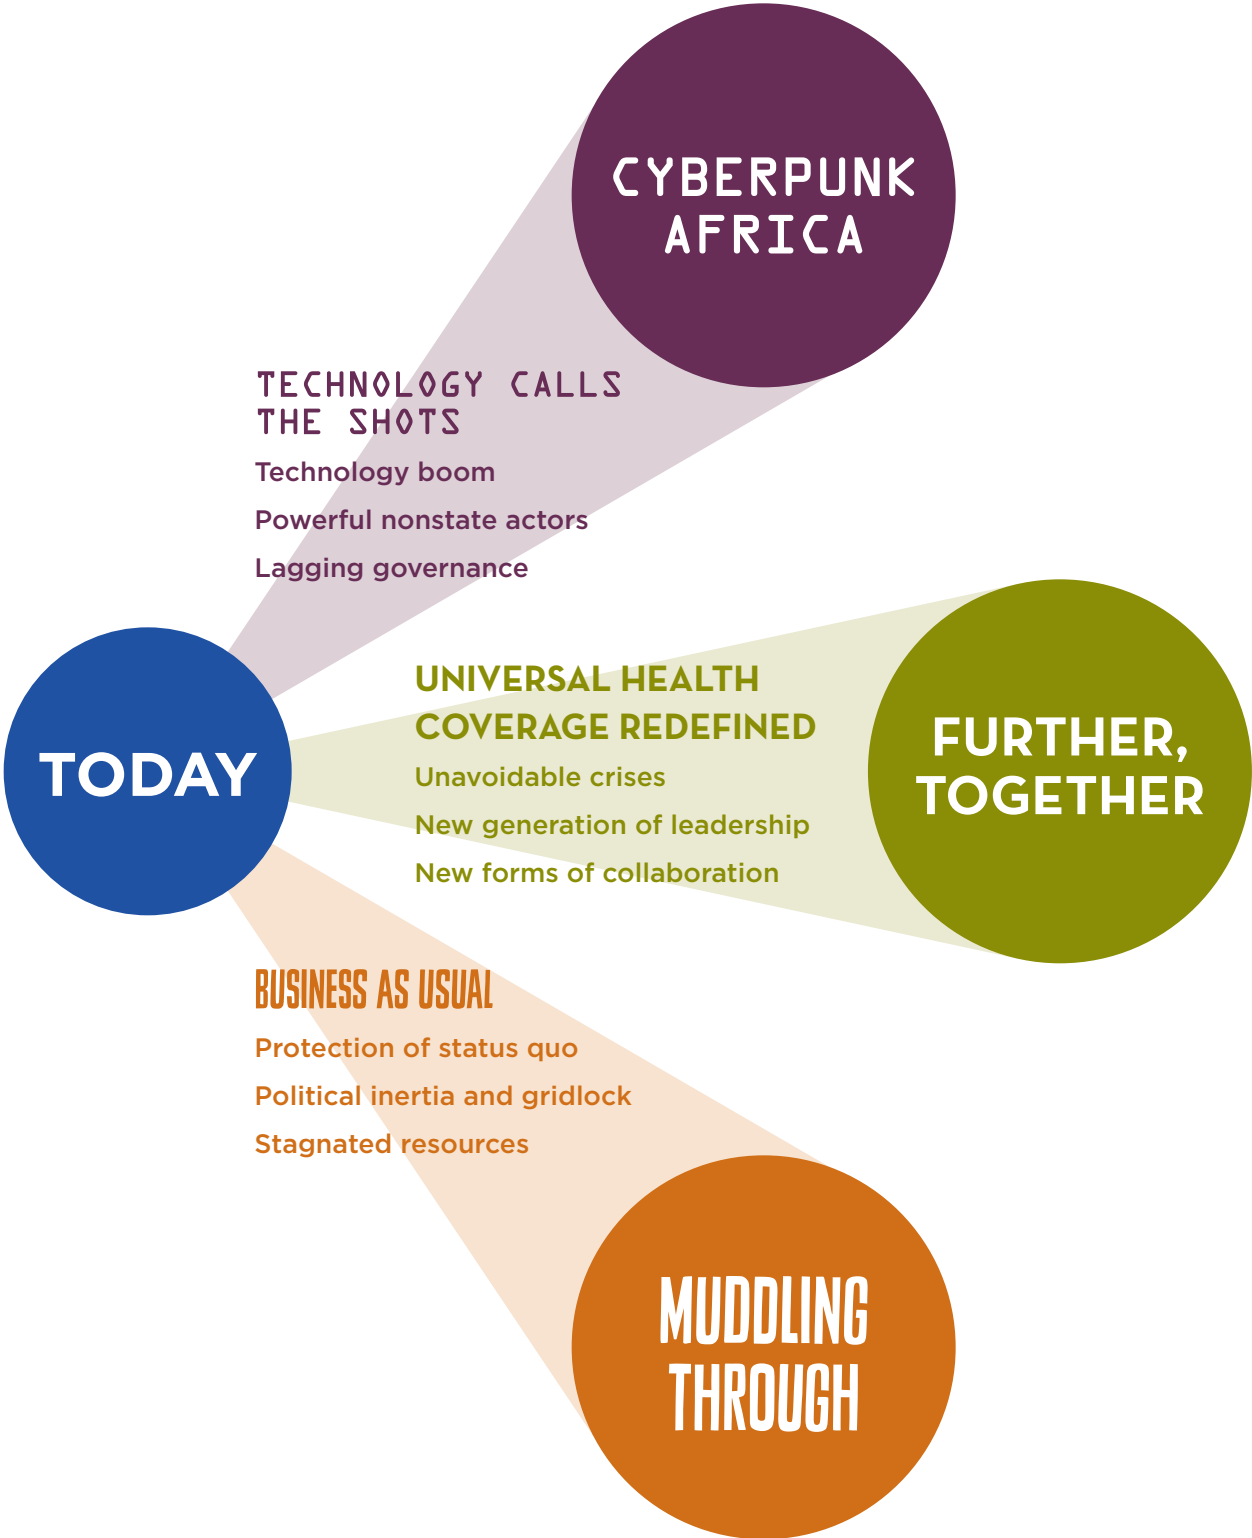 CYBERPUNK
AFRICA
TECHNOLOGY CALLS
THE SHOTS
Technology boom
Powerful nonstate actors
Lagging governance
TODAY
UNIVERSAL HEALTH
COVERAGE REDEFINED
Unavoidable crises
New generation of leadership
New forms of collaboration
FURTHER,
TOGETHER
BUSINESS AS USUAL
Protection of status quo
Political inertia and gridlock
Stagnated resources
MUDDLING
THROUGH